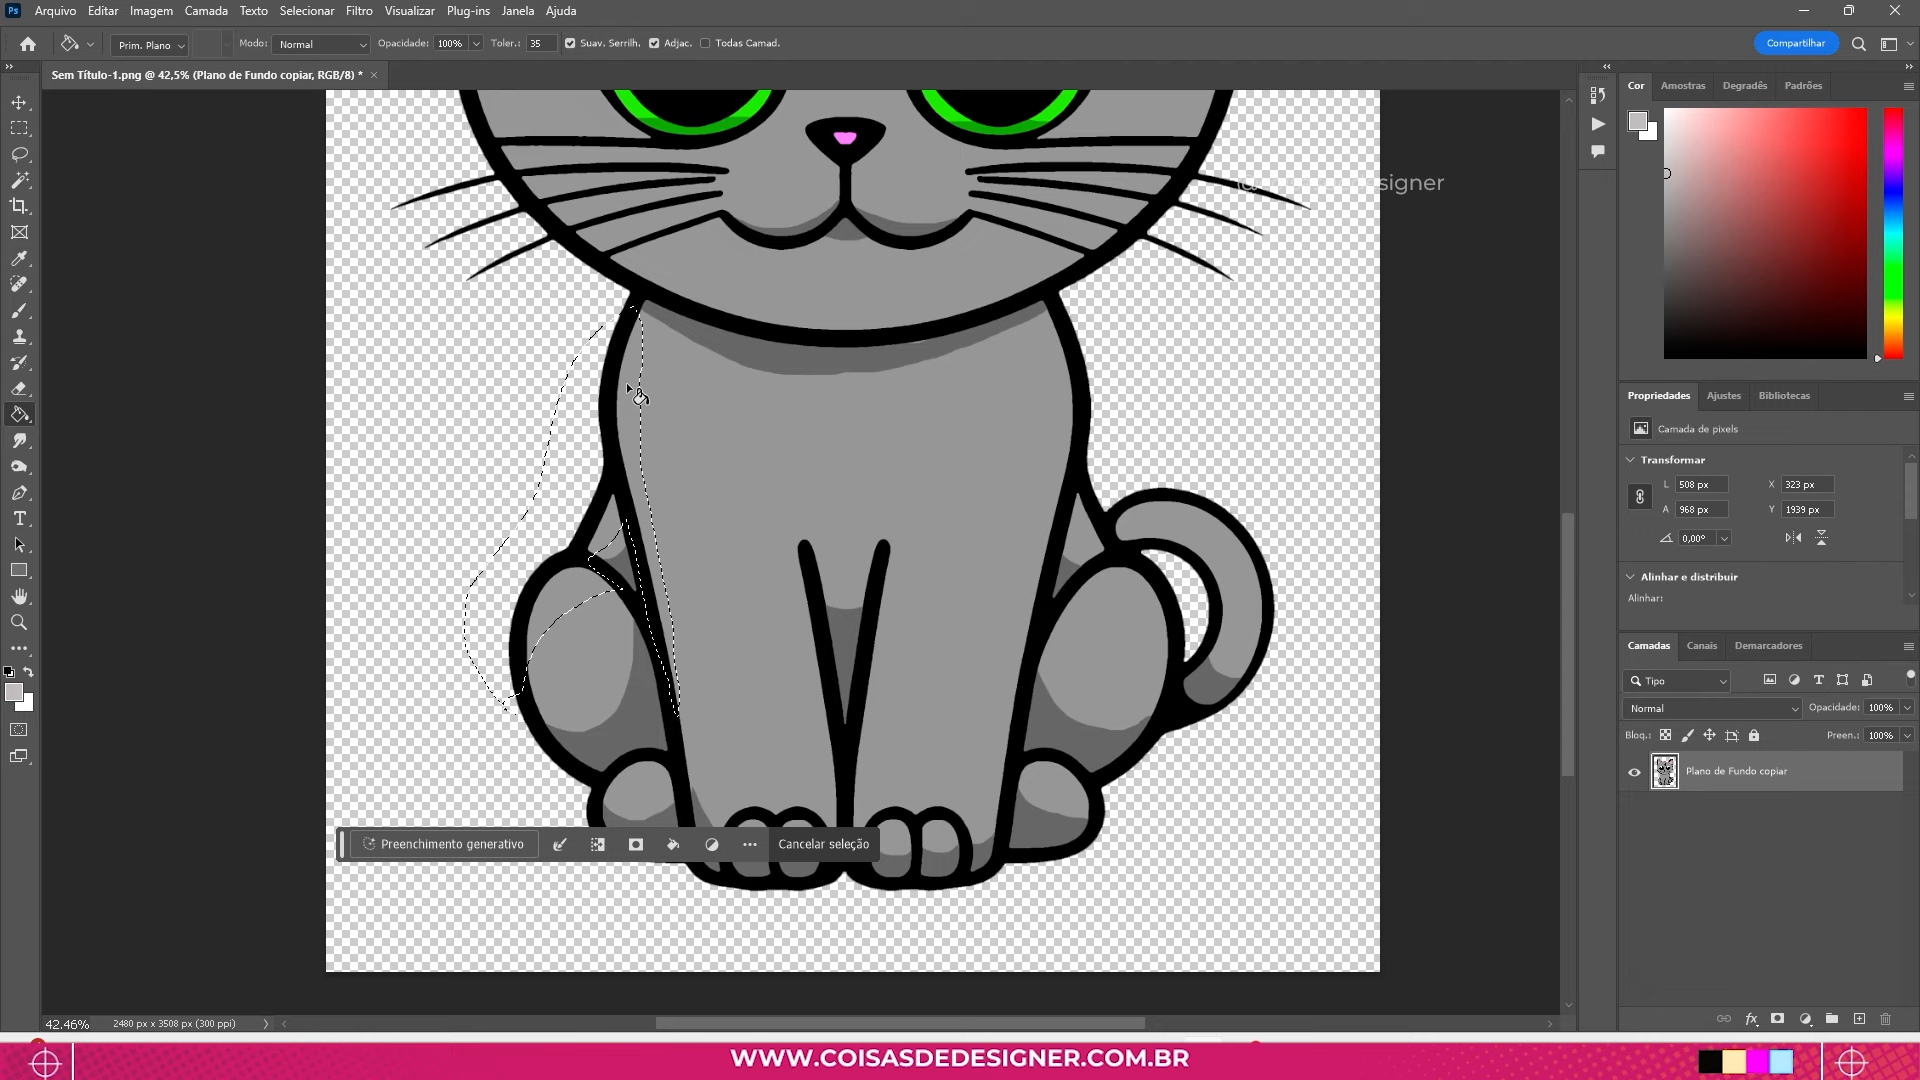 Ps Arquivo Editar Imagem Camada Texto Selecionar Filtro Visualizar Plug-ins Janela Ajuda
Prim. Plano Modo: Normal Opacidade: 100% Toler.: 35 Suav. Serrilh. Adjac. Todas Camad. Compartilhar
Sem Título-1.png @ 42,5% (Plano de Fundo copiar, RGB/8) *
Cor Amostras Degradês Padrões
Propriedades Ajustes Bibliotecas
Camada de pixels
Transformar
L 508 px X 323 px
A 968 px Y 1939 px
0,00°
Alinhar e distribuir
Alinhar:
Camadas Canais Demarcadores
Tipo
Normal Opacidade: 100%
Bloq.: Preen.: 100%
Plano de Fundo copiar
Preenchimento generativo Cancelar seleção
42.46% 2480 px x 3508 px (300 ppi)
WWW.COISASDEDESIGNER.COM.BR